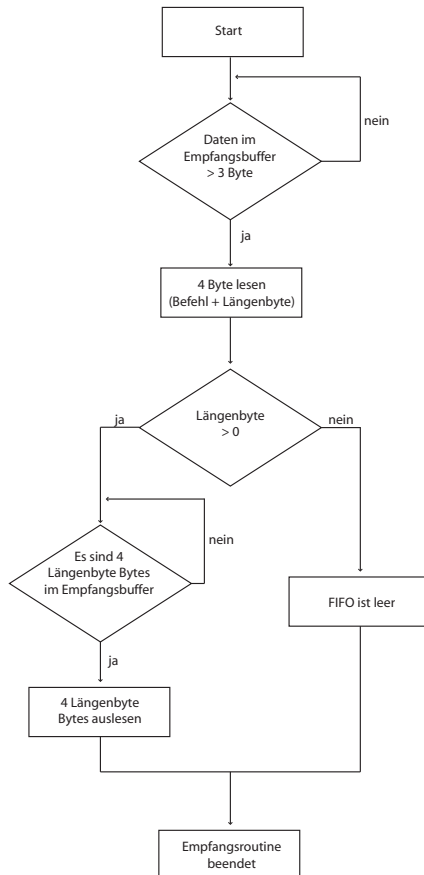 Start
nein
Daten im
Empfangsbuffer
> 3 Byte
ja
4 Byte lesen
(Befehl + Längenbyte)
ja
Längenbyte
> 0
nein
nein
Es sind 4
Längenbyte Bytes
im Empfangsbuffer
FIFO ist leer
ja
4 Längenbyte
Bytes auslesen
Empfangsroutine
beendet